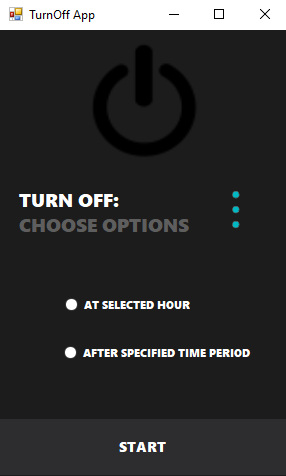 TurnOff App
TURN OFF:
CHOOSE OPTIONS
AT SELECTED HOUR
AFTER SPECIFIED TIME PERIOD
START